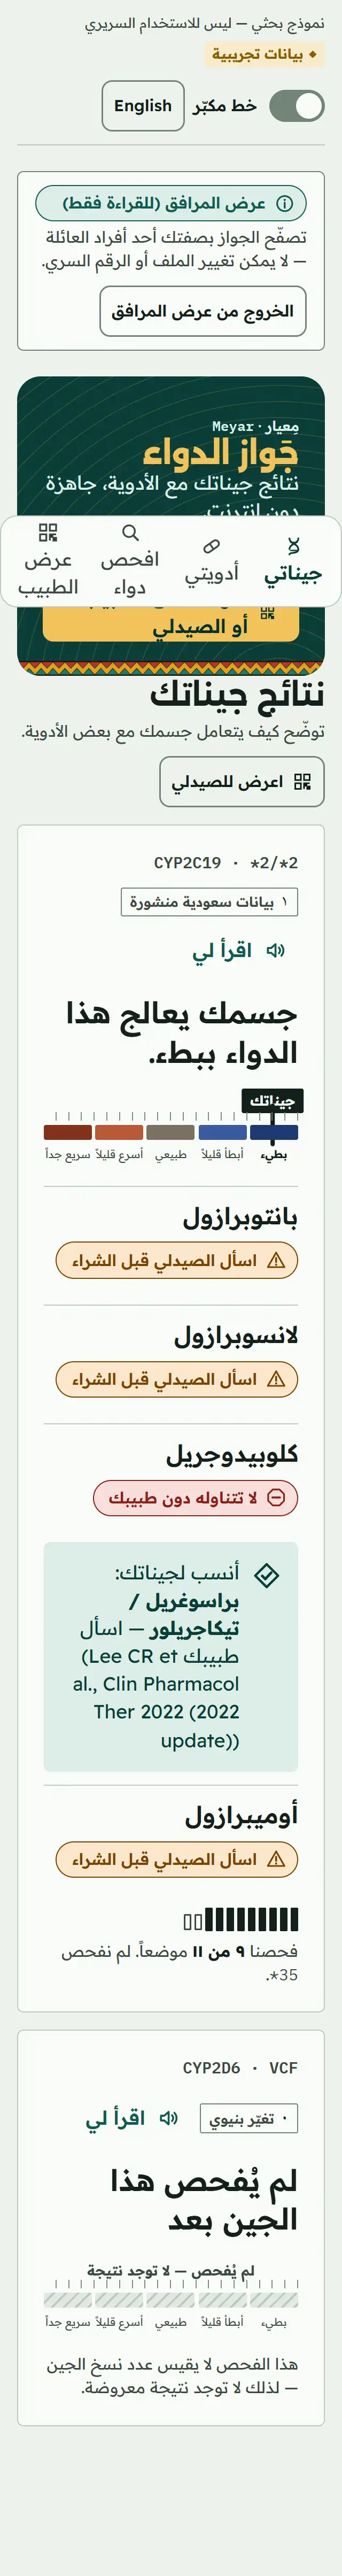 نموذج بحثي — ليس للاستخدام السريري
بيانات تجريبية
خط مكبّر
English
عرض المرافق (للقراءة فقط)
تصفّح الجواز بصفتك أحد أفراد العائلة
— لا يمكن تغيير الملف أو الرقم السري.
الخروج من عرض المرافق
مِعيار · Meyar
جَواز الدواء
نتائج جيناتك مع الأدوية، جاهزة
دون إنترنت.
جيناتي
أدويتي
افحص
دواء
عرض
الطبيب
أو الصيدلي
نتائج جيناتك
توضّح كيف يتعامل جسمك مع بعض الأدوية.
اعرض للصيدلي
CYP2C19 · *2/*2
١ بيانات سعودية منشورة
اقرأ لي
جسمك يعالج هذا
الدواء ببطء.
جيناتك
بطيء
أبطأ قليلاً
طبيعي
أسرع قليلاً
سريع جداً
بانتوبرازول
اسأل الصيدلي قبل الشراء
لانسوبرازول
اسأل الصيدلي قبل الشراء
كلوبيدوجريل
لا تتناوله دون طبيبك
أنسب لجيناتك:
براسوغريل /
تيكاجريلور — اسأل
طبيبك (Lee CR et
al., Clin Pharmacol
Ther 2022 (2022
update))
أوميبرازول
اسأل الصيدلي قبل الشراء
فحصنا ٩ من ١١ موضعاً. لم نفحص
*35.
CYP2D6 · VCF
٠ تغيّر بنيوي
اقرأ لي
لم يُفحص هذا
الجين بعد
لم يُفحص — لا توجد نتيجة
بطيء
أبطأ قليلاً
طبيعي
أسرع قليلاً
سريع جداً
هذا الفحص لا يقيس عدد نسخ الجين
— لذلك لا توجد نتيجة معروضة.